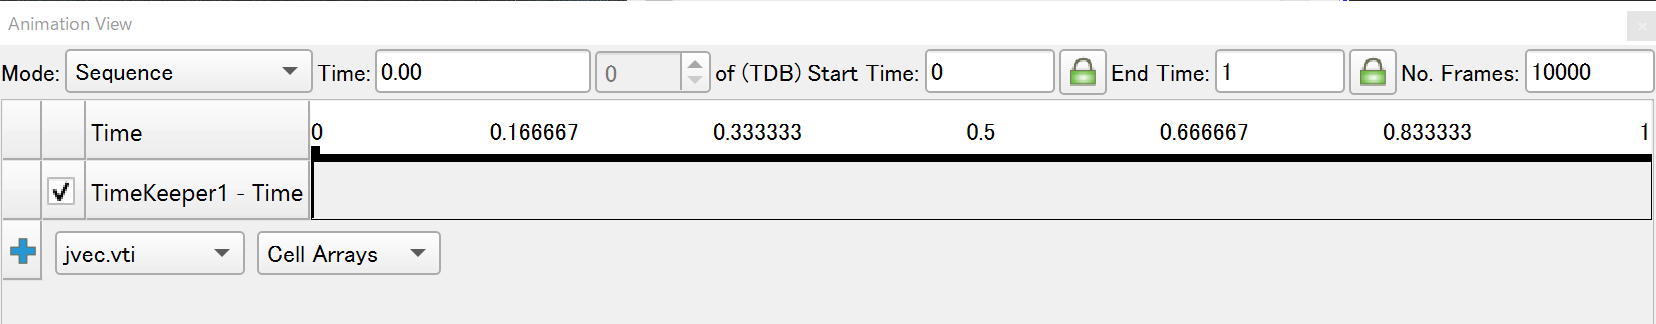 Animation View
Mode: Sequence Time: 0.00 0 of (TDB) Start Time: 0 End Time: 1 No. Frames: 10000
Time 0 0.166667 0.333333 0.5 0.666667 0.833333 1
TimeKeeper1 - Time
jvec.vti Cell Arrays